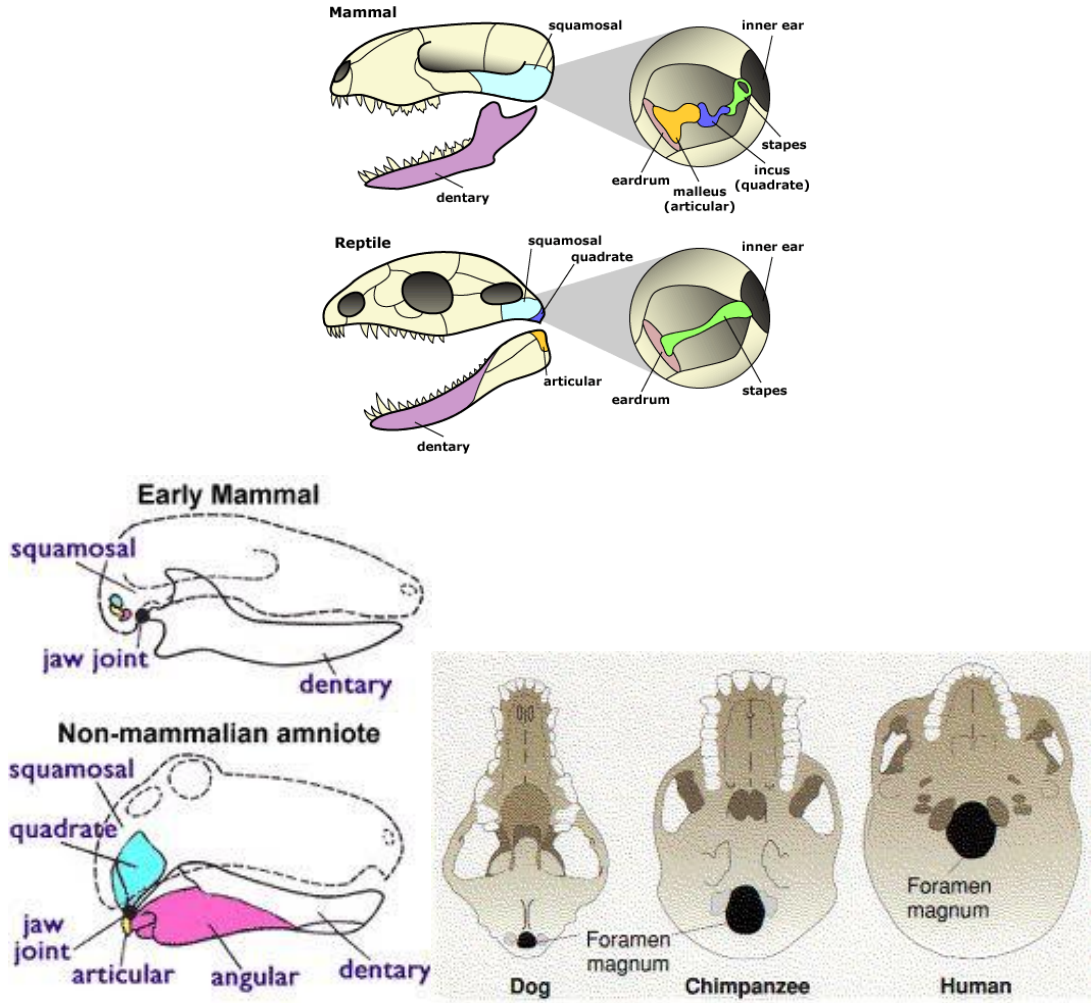 Mammal
squamosal
inner ear
stapes
incus
(quadrate)
eardrum
malleus
(articular)
dentary
Reptile
squamosal
quadrate
inner ear
articular
eardrum
stapes
dentary
Early Mammal
squamosal
jaw joint
dentary
Non-mammalian amniote
squamosal
quadrate
jaw
joint
articular
angular
dentary
Foramen
magnum
Foramen
magnum
Dog
Chimpanzee
Human